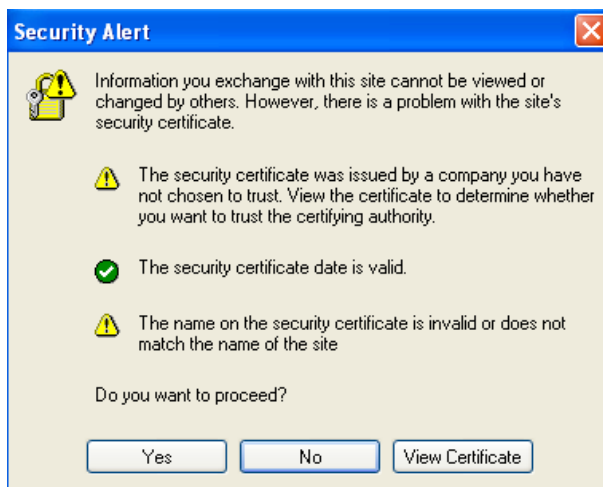 Security Alert
Information you exchange with this site cannot be viewed or
changed by others. However, there is a problem with the site's
security certificate.
The security certificate was issued by a company you have
not chosen to trust. View the certificate to determine whether
you want to trust the certifying authority.
The security certificate date is valid.
The name on the security certificate is invalid or does not
match the name of the site
Do you want to proceed?
Yes
No
View Certificate